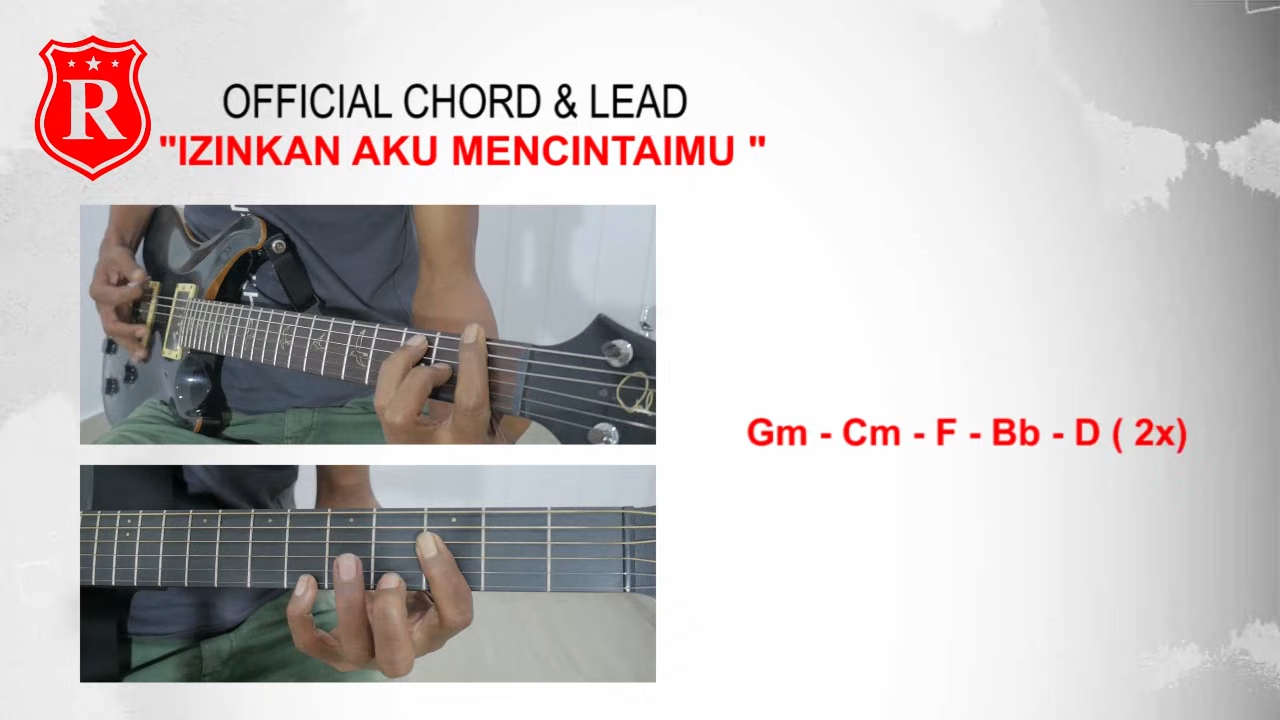 R
OFFICIAL CHORD & LEAD
"IZINKAN AKU MENCINTAIMU "
Gm - Cm - F - Bb - D ( 2x)